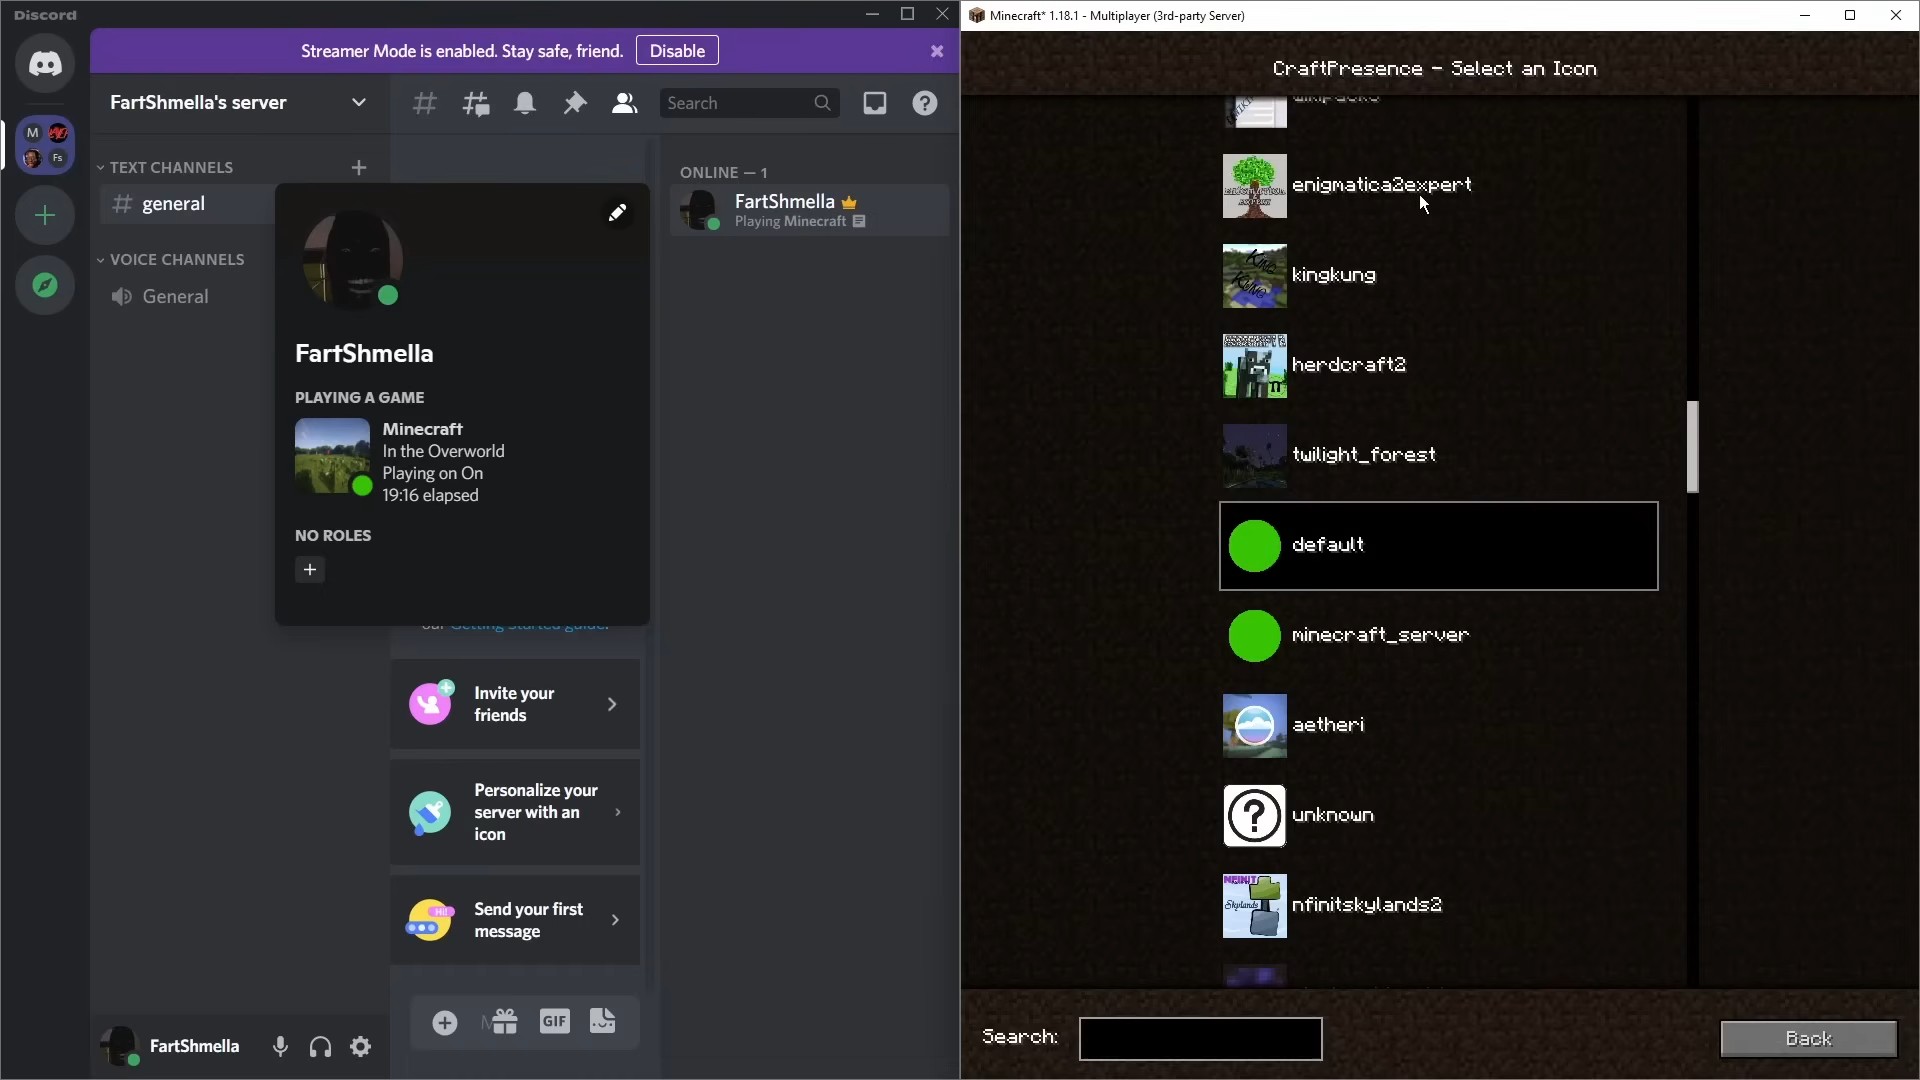 Discord
Streamer Mode is enabled. Stay safe, friend.
Disable
FartShmella's server
Search
TEXT CHANNELS
general
VOICE CHANNELS
General
ONLINE — 1
FartShmella
Playing Minecraft
FartShmella
PLAYING A GAME
Minecraft
In the Overworld
Playing on On
19:16 elapsed
NO ROLES
our Getting Started guide.
Invite your
friends
Personalize your
server with an
icon
Send your first
message
GIF
FartShmella
Minecraft* 1.18.1 - Multiplayer (3rd-party Server)
CraftPresence - Select an Icon
enigmatica2expert
kingkung
herdcraft2
twilight_forest
default
minecraft_server
aetheri
unknown
nfinitskylands2
Search:
Back